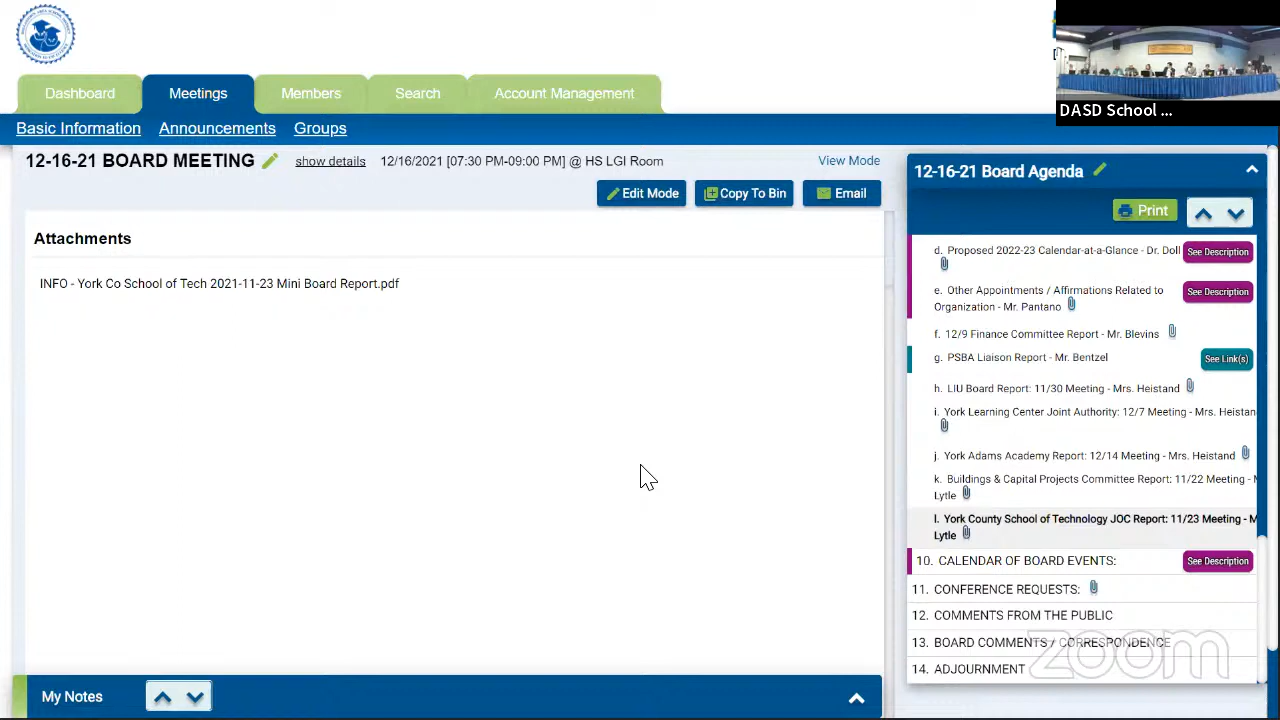 Dashboard
Meetings
Members
Search
Account Management
DASD School ...
Basic Information
Announcements
Groups
12-16-21 BOARD MEETING
show details
12/16/2021 [07:30 PM-09:00 PM] @ HS LGI Room
View Mode
Edit Mode
Copy To Bin
Email
Attachments
INFO - York Co School of Tech 2021-11-23 Mini Board Report.pdf
My Notes
12-16-21 Board Agenda
Print
d. Proposed 2022-23 Calendar-at-a-Glance - Dr. Doll
See Description
e. Other Appointments / Affirmations Related to
Organization - Mr. Pantano
See Description
f. 12/9 Finance Committee Report - Mr. Blevins
g. PSBA Liaison Report - Mr. Bentzel
See Link(s)
h. LIU Board Report: 11/30 Meeting - Mrs. Heistand
i. York Learning Center Joint Authority: 12/7 Meeting - Mrs. Heistan
j. York Adams Academy Report: 12/14 Meeting - Mrs. Heistand
k. Buildings & Capital Projects Committee Report: 11/22 Meeting - M
Lytle
l. York County School of Technology JOC Report: 11/23 Meeting - M
Lytle
10. CALENDAR OF BOARD EVENTS:
See Description
11. CONFERENCE REQUESTS:
12. COMMENTS FROM THE PUBLIC
13. BOARD COMMENTS / CORRESPONDENCE
14. ADJOURNMENT
zoom